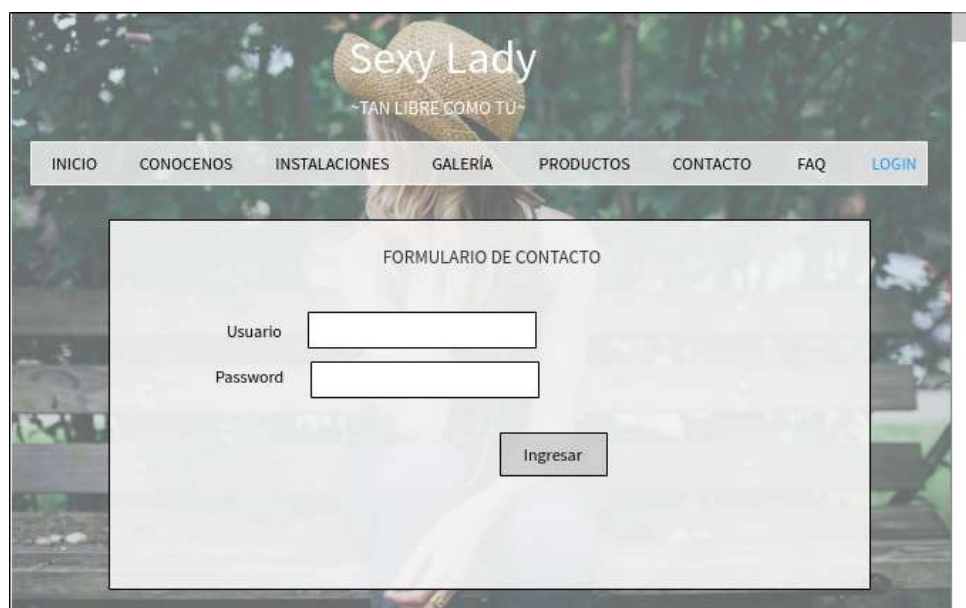 Sexy Lady
~TAN LIBRE COMO TU~
INICIO CONOCENOS INSTALACIONES GALERÍA PRODUCTOS CONTACTO FAQ LOGIN
FORMULARIO DE CONTACTO
Usuario
Password
Ingresar